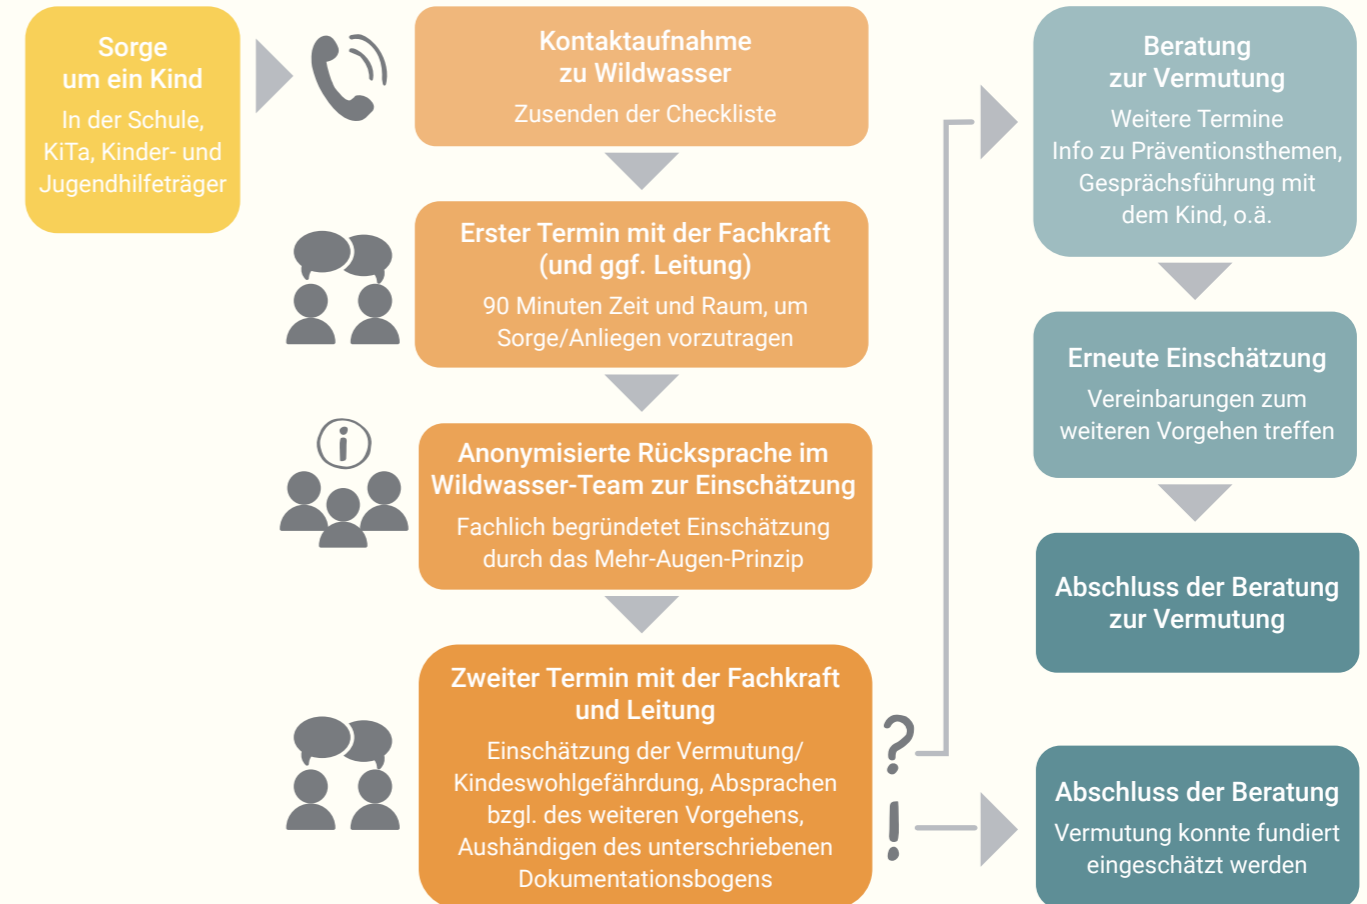 Sorge
um ein Kind
In der Schule,
KiTa, Kinder- und
Jugendhilfeträger
Kontaktaufnahme
zu Wildwasser
Zusenden der Checkliste
Erster Termin mit der Fachkraft
(und ggf. Leitung)
90 Minuten Zeit und Raum, um
Sorge/Anliegen vorzutragen
i
Anonymisierte Rücksprache im
Wildwasser-Team zur Einschätzung
Fachlich begründetet Einschätzung
durch das Mehr-Augen-Prinzip
Zweiter Termin mit der Fachkraft
und Leitung
Einschätzung der Vermutung/
Kindeswohlgefährdung, Absprachen
bzgl. des weiteren Vorgehens,
Aushändigen des unterschriebenen
Dokumentationsbogens
?
!
Beratung
zur Vermutung
Weitere Termine
Info zu Präventionsthemen,
Gesprächsführung mit
dem Kind, o.ä.
Erneute Einschätzung
Vereinbarungen zum
weiteren Vorgehen treffen
Abschluss der Beratung
zur Vermutung
Abschluss der Beratung
Vermutung konnte fundiert
eingeschätzt werden